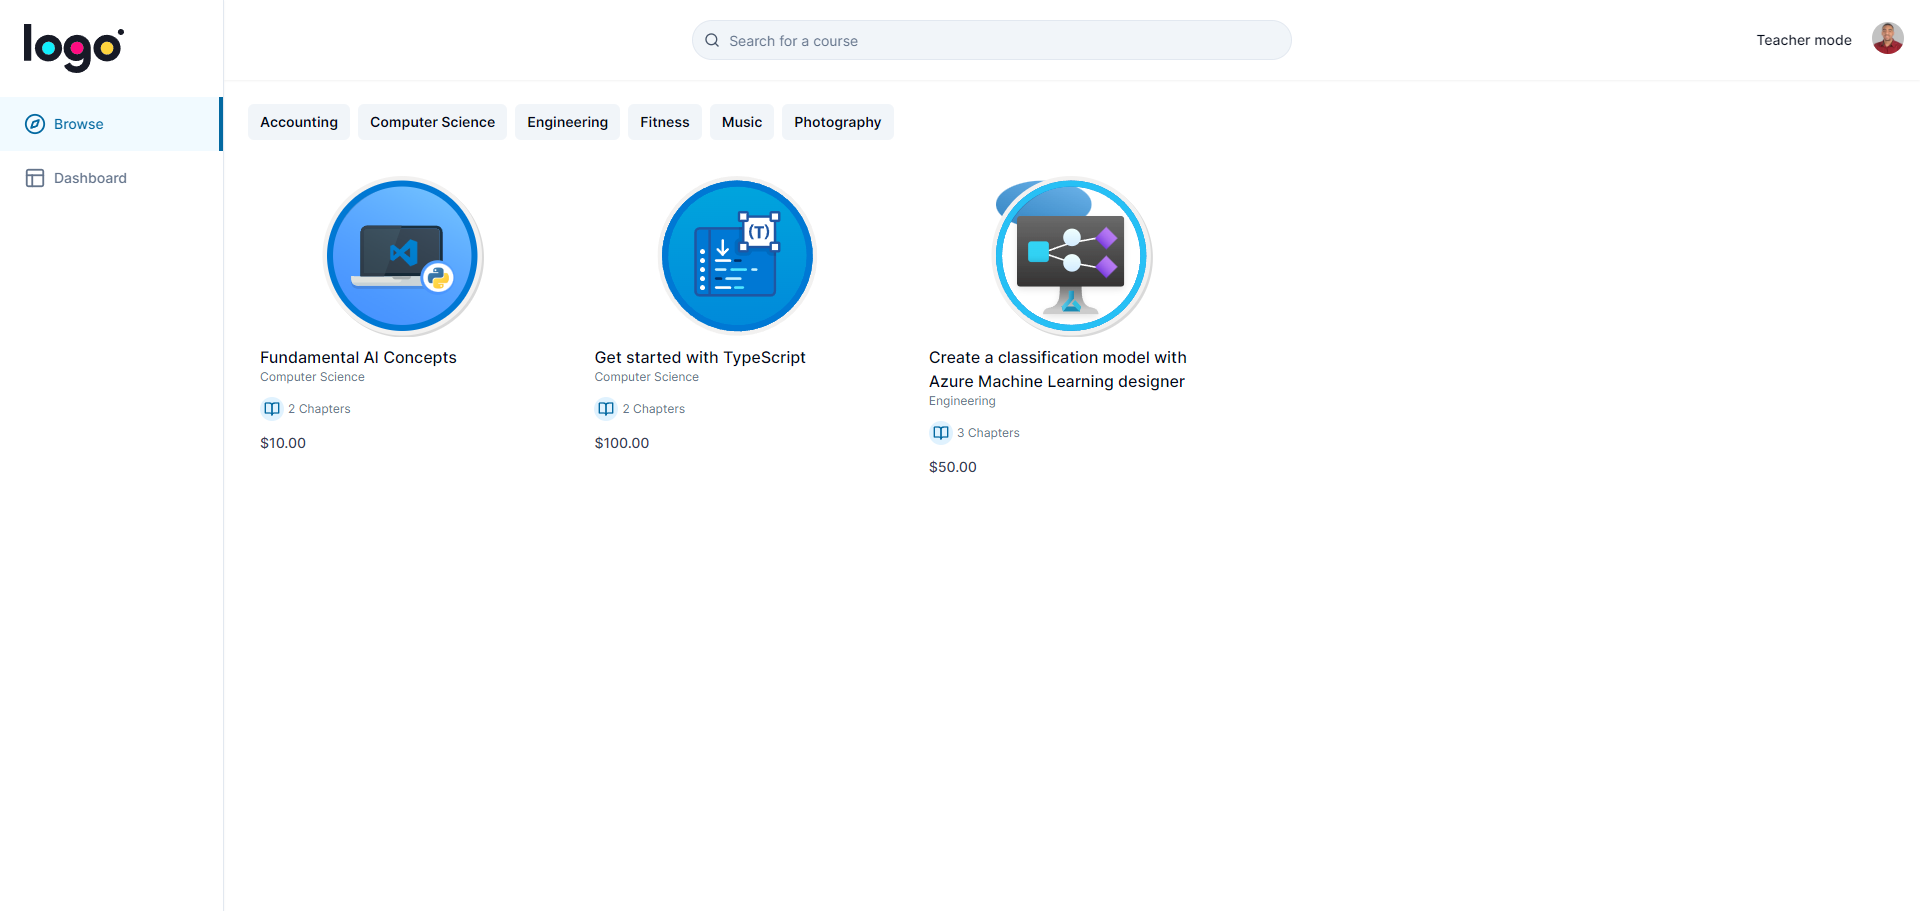 logo
Search for a course
Teacher mode
Browse
Dashboard
Accounting
Computer Science
Engineering
Fitness
Music
Photography
(T)
Fundamental AI Concepts
Computer Science
2 Chapters
$10.00
Get started with TypeScript
Computer Science
2 Chapters
$100.00
Create a classification model with
Azure Machine Learning designer
Engineering
3 Chapters
$50.00